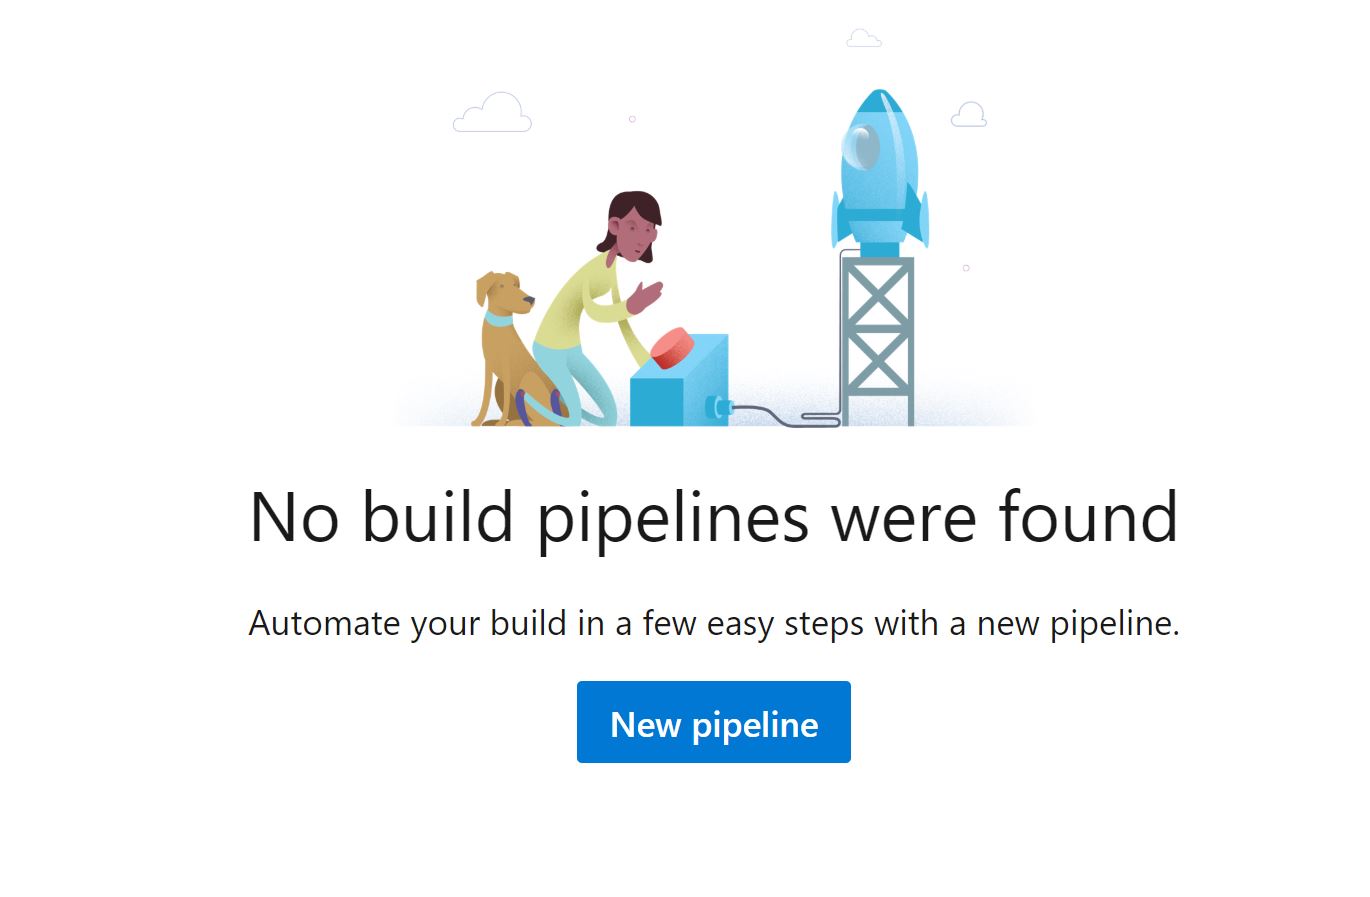 No build pipelines were found
Automate your build in a few easy steps with a new pipeline.
New pipeline